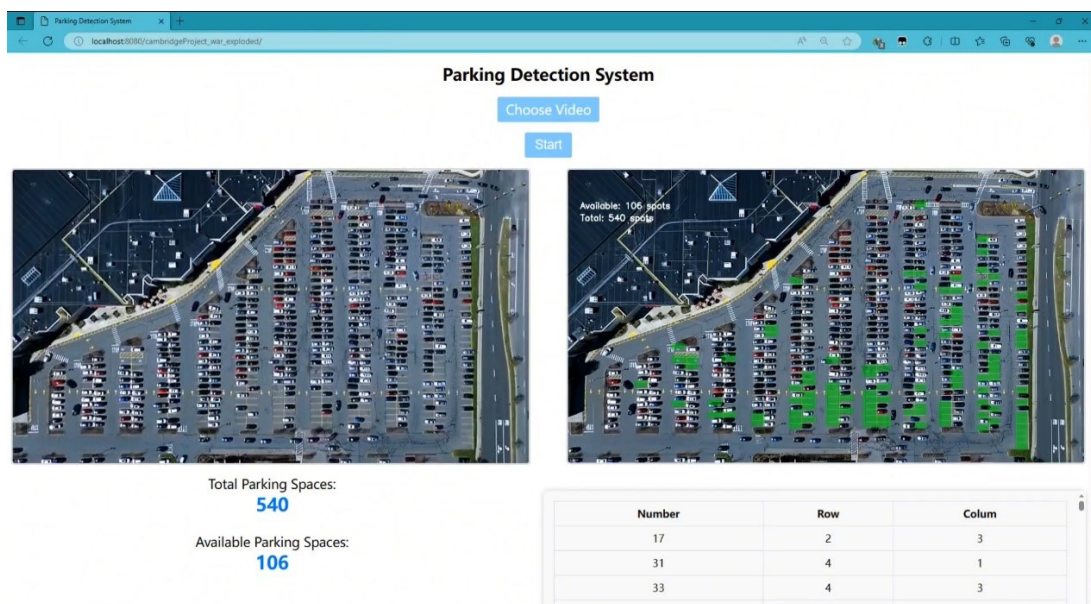 Parking Detection System
localhost:8080/cambridgeProject_war_exploded/
Parking Detection System
Choose Video
Start
Available: 106 spots
Total: 540 spots
Total Parking Spaces:
540
Available Parking Spaces:
106
Number Row Colum
17 2 3
31 4 1
33 4 3